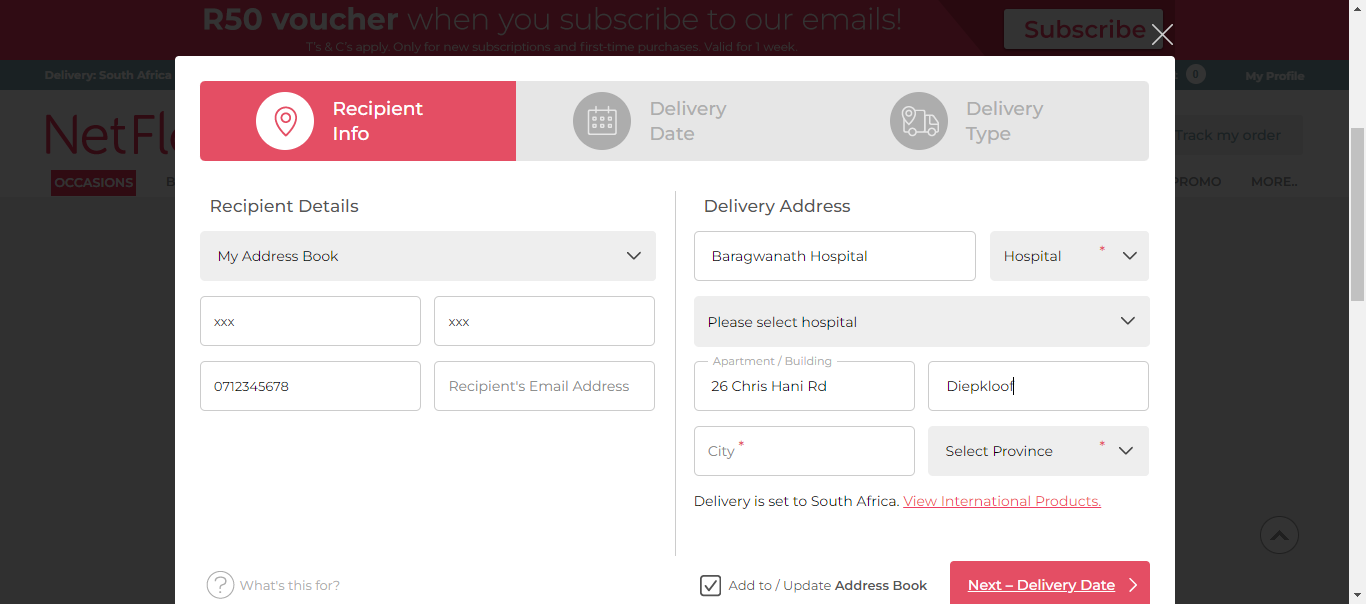 R50 voucher when you subscribe to our emails!
Subscribe
T's & C's apply. Only for new subscriptions and first-time purchases. Valid for 1 week.
Delivery: South Africa
0
My Profile
Recipient
Info
Delivery
Date
Delivery
Type
NetFl
Track my order
OCCASIONS
B
PROMO
MORE..
Recipient Details
My Address Book
xxx
xxx
0712345678
Recipient's Email Address
Delivery Address
Baragwanath Hospital
Hospital *
Please select hospital
Apartment / Building
26 Chris Hani Rd
Diepkloof
City *
Select Province *
Delivery is set to South Africa. View International Products.
? What's this for?
Add to / Update Address Book
Next – Delivery Date